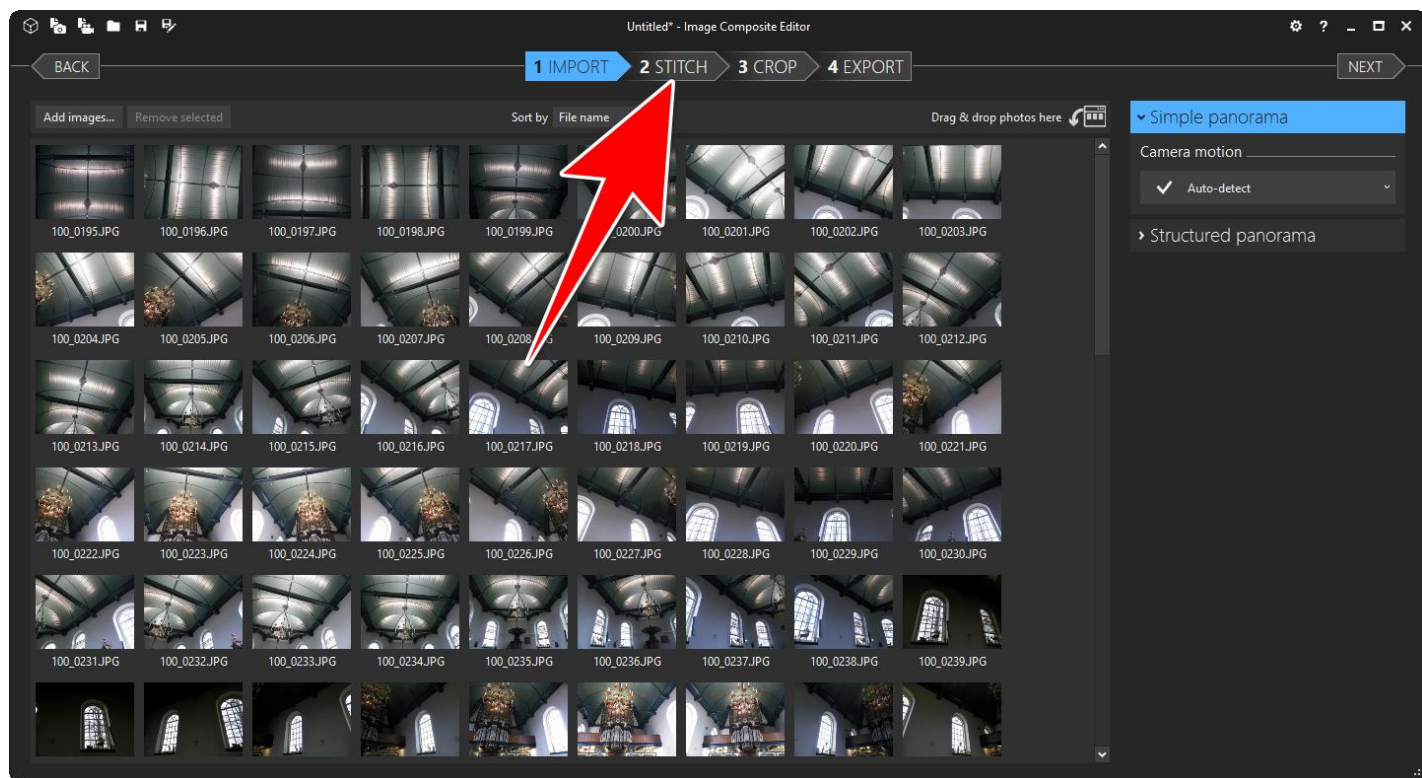 Untitled* - Image Composite Editor
?
BACK
1 IMPORT
2 STITCH
3 CROP
4 EXPORT
NEXT
Add images...
Remove selected
Sort by File name
Drag & drop photos here
Simple panorama
Camera motion
Auto-detect
Structured panorama
100_0195.JPG 100_0196.JPG 100_0197.JPG 100_0198.JPG 100_0199.JPG 100_0200.JPG 100_0201.JPG 100_0202.JPG 100_0203.JPG
100_0204.JPG 100_0205.JPG 100_0206.JPG 100_0207.JPG 100_0208.JPG 100_0209.JPG 100_0210.JPG 100_0211.JPG 100_0212.JPG
100_0213.JPG 100_0214.JPG 100_0215.JPG 100_0216.JPG 100_0217.JPG 100_0218.JPG 100_0219.JPG 100_0220.JPG 100_0221.JPG
100_0222.JPG 100_0223.JPG 100_0224.JPG 100_0225.JPG 100_0226.JPG 100_0227.JPG 100_0228.JPG 100_0229.JPG 100_0230.JPG
100_0231.JPG 100_0232.JPG 100_0233.JPG 100_0234.JPG 100_0235.JPG 100_0236.JPG 100_0237.JPG 100_0238.JPG 100_0239.JPG